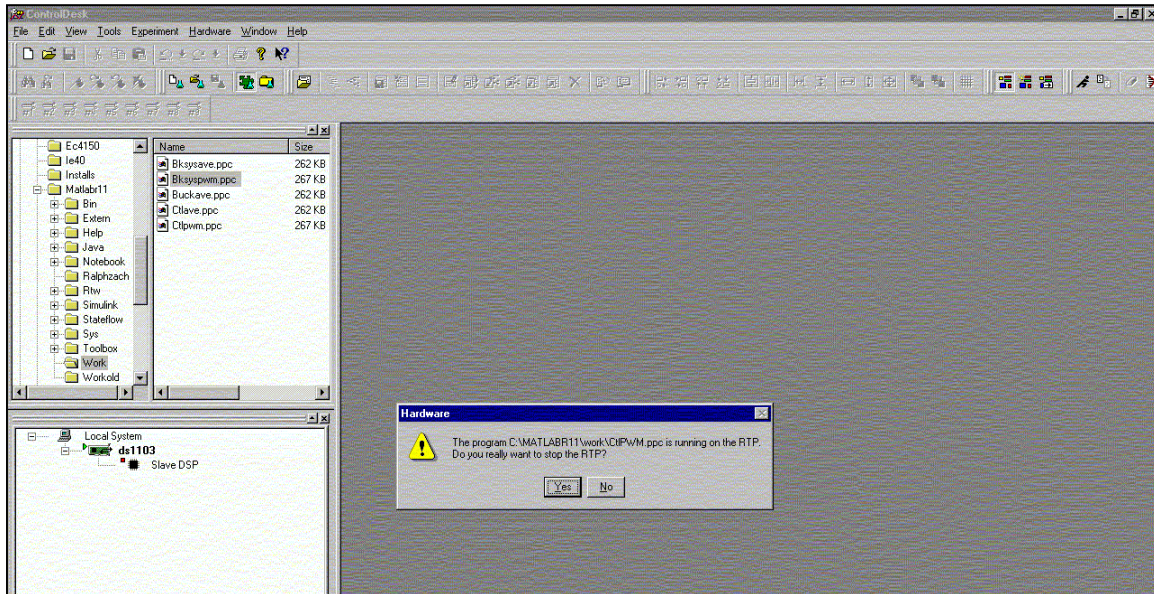 ControlDesk
File Edit View Tools Experiment Hardware Window Help
Ec4150
Ie40
Installs
Matlabr11
Bin
Extern
Help
Java
Notebook
Ralphzach
Rtw
Simulink
Stateflow
Sys
Toolbox
Work
Workold
Name Size
Bksysave.ppc 262 KB
Bksyspwm.ppc 267 KB
Buckave.ppc 262 KB
Ctlave.ppc 262 KB
Ctlpwm.ppc 267 KB
Local System
ds1103
Slave DSP
Hardware
The program C:\MATLABR11\work\CtlPWM.ppc is running on the RTP.
Do you really want to stop the RTP?
Yes No